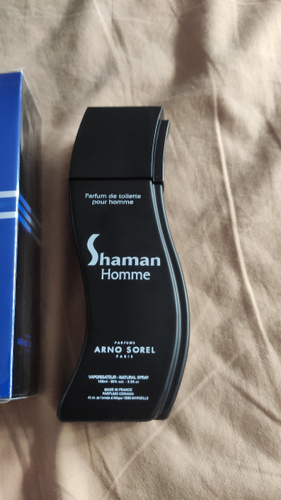 Parfum de toilette
pour homme
Shaman
Homme
PARFUMS
ARNO SOREL
PARIS
VAPORISATEUR - NATURAL SPRAY
MADE IN FRANCE
PARFUMS CORANIA